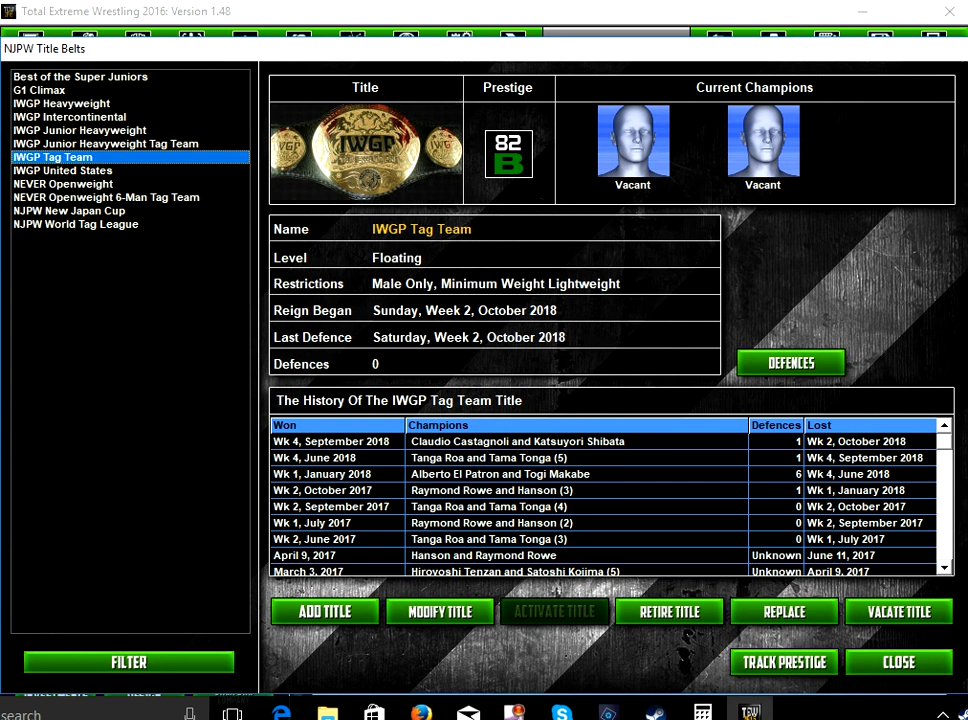 Total Extreme Wrestling 2016: Version 1.48
NJPW Title Belts
Best of the Super Juniors
G1 Climax
IWGP Heavyweight
IWGP Intercontinental
IWGP Junior Heavyweight
IWGP Junior Heavyweight Tag Team
IWGP Tag Team
IWGP United States
NEVER Openweight
NEVER Openweight 6-Man Tag Team
NJPW New Japan Cup
NJPW World Tag League
FILTER
Title Prestige Current Champions
IWGP
82
B
Vacant Vacant
Name IWGP Tag Team
Level Floating
Restrictions Male Only, Minimum Weight Lightweight
Reign Began Sunday, Week 2, October 2018
Last Defence Saturday, Week 2, October 2018
Defences 0
DEFENCES
The History Of The IWGP Tag Team Title
Won Champions Defences Lost
Wk 4, September 2018 Claudio Castagnoli and Katsuyori Shibata 1 Wk 2, October 2018
Wk 4, June 2018 Tanga Roa and Tama Tonga (5) 1 Wk 4, September 2018
Wk 1, January 2018 Alberto El Patron and Togi Makabe 6 Wk 4, June 2018
Wk 2, October 2017 Raymond Rowe and Hanson (3) 1 Wk 1, January 2018
Wk 2, September 2017 Tanga Roa and Tama Tonga (4) 0 Wk 2, October 2017
Wk 1, July 2017 Raymond Rowe and Hanson (2) 0 Wk 2, September 2017
Wk 2, June 2017 Tanga Roa and Tama Tonga (3) 0 Wk 1, July 2017
April 9, 2017 Hanson and Raymond Rowe Unknown June 11, 2017
March 3, 2017 Hiroyoshi Tenzan and Satoshi Kojima (5) Unknown April 9, 2017
ADD TITLE MODIFY TITLE ACTIVATE TITLE RETIRE TITLE REPLACE VACATE TITLE
TRACK PRESTIGE CLOSE
search